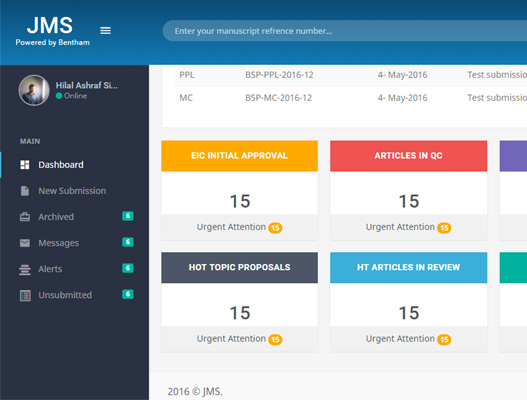 JMS
Powered by Bentham
Enter your manuscript refrence number...
Hilal Ashraf Si...
Online
PPL BSP-PPL-2016-12 4- May-2016 Test submissio
MC BSP-MC-2016-12 4- May-2016 Test submissio
MAIN
Dashboard
New Submission
Archived 6
Messages 6
Alerts 6
Unsubmitted 6
EIC INITIAL APPROVAL
15
Urgent Attention 15
ARTICLES IN QC
15
Urgent Attention 15
HOT TOPIC PROPOSALS
15
Urgent Attention 15
HT ARTICLES IN REVIEW
15
Urgent Attention 15
2016 © JMS.